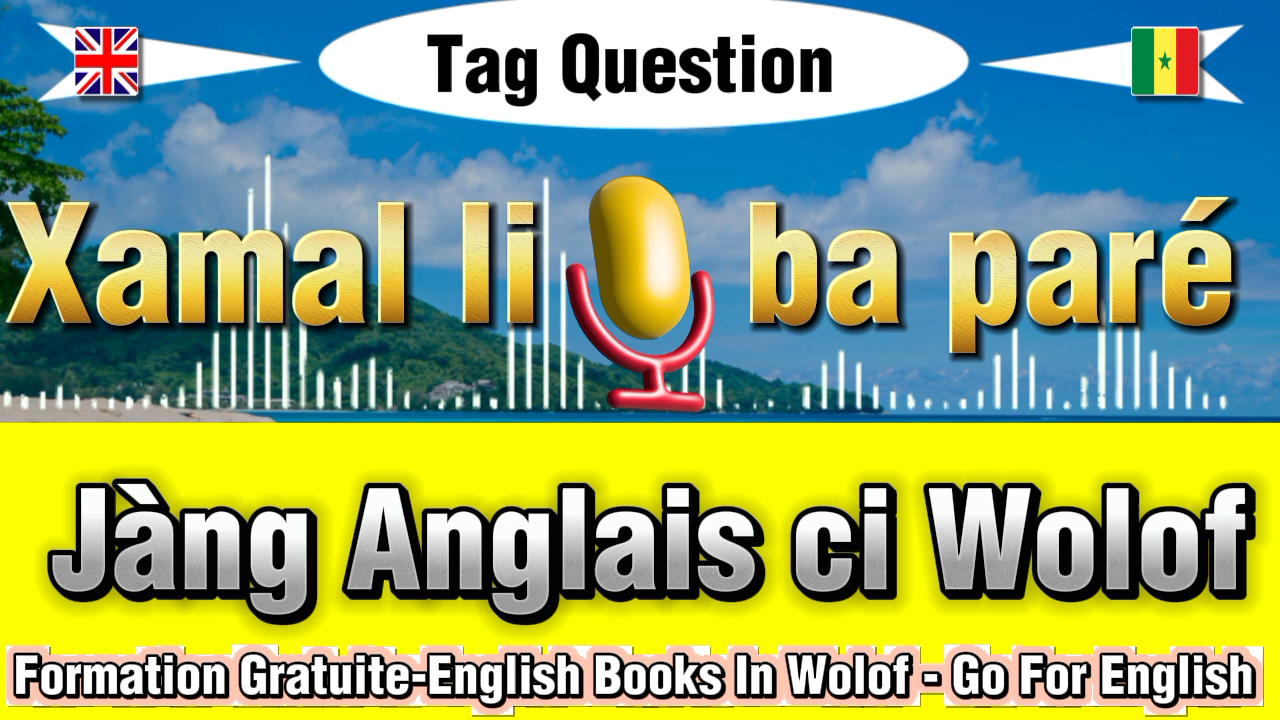 Tag Question
Xamal li ba paré
Jàng Anglais ci Wolof
Formation Gratuite-English Books In Wolof - Go For English